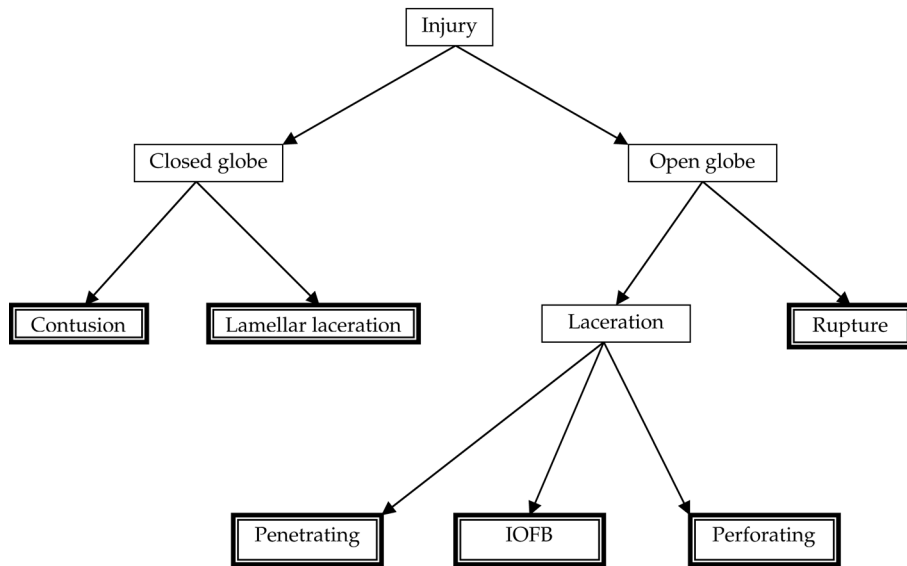 Injury
Closed globe
Open globe
Contusion
Lamellar laceration
Laceration
Rupture
Penetrating
IOFB
Perforating